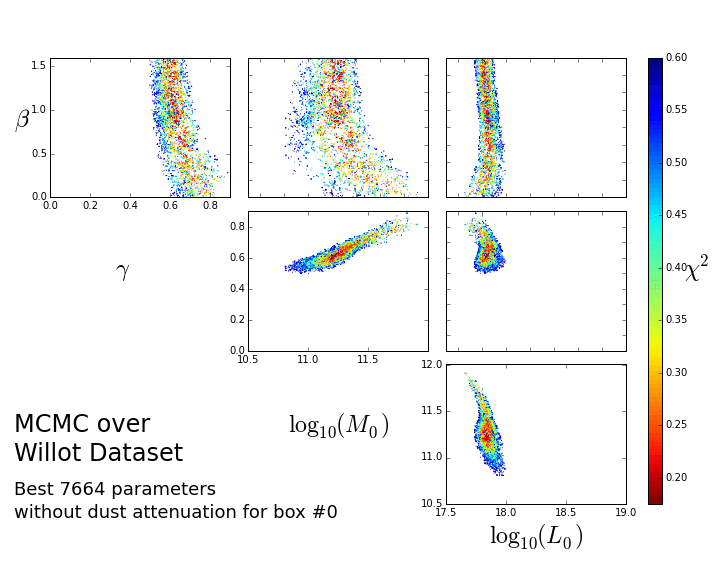 1.5
1.0
β
0.5
0.0
0.0 0.2 0.4 0.6 0.8
γ
0.8
0.6
0.4
0.2
0.0
10.5 11.0 11.5
log₁₀(M₀)
12.0
11.5
11.0
10.5
17.5 18.0 18.5 19.0
log₁₀(L₀)
0.60
0.55
0.50
0.45
0.40
0.35
0.30
0.25
0.20
χ²
MCMC over
Willot Dataset
Best 7664 parameters
without dust attenuation for box #0